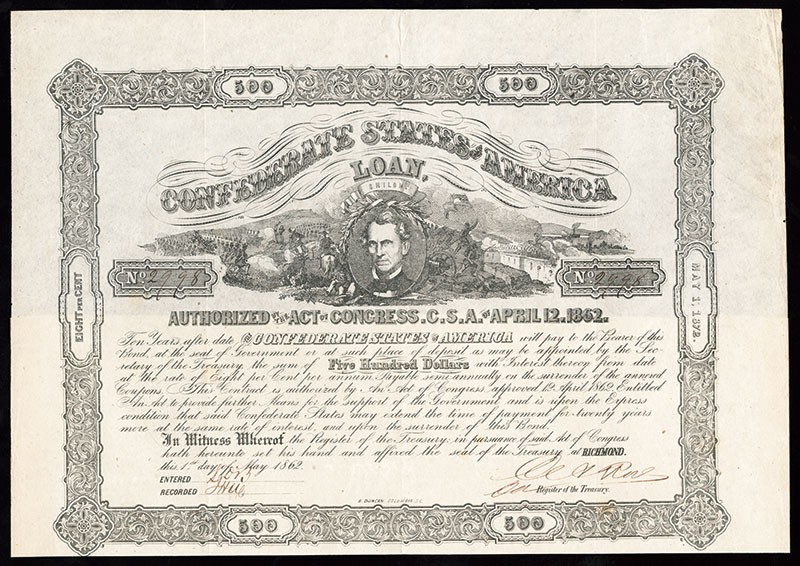 500 500
CONFEDERATE STATES OF AMERICA
LOAN,
SHILOH
No
No
EIGHT PER CENT
MAY 1. 1872.
AUTHORIZED BY THE ACT OF CONGRESS. C.S.A. OF APRIL 12. 1862.
Ten Years after date the CONFEDERATE STATES OF AMERICA will pay to the Bearer of this
Bond, at the seat of Government or at such place of deposit as may be appointed by the Sec-
retary of the Treasury, the sum of Five Hundred Dollars with Interest thereon from date
at the rate of Eight per Cent per annum, Payable semi-annually on the surrender of the annexed
Coupons. This Contract is authorized by An Act of Congress, Approved 12 April 1862, Entitled
An Act to provide further Means for the Support of the Government and is upon the Express
condition that said Confederate States may extend the time of payment for twenty years
more at the same rate of interest, and upon the surrender of this Bond.
In Witness Whereof the Register of the Treasury, in pursuance of said Act of Congress
hath hereunto set his hand and affixed the seal of the Treasury, at RICHMOND.
this 1st day of May 1862.
ENTERED
RECORDED
Register of the Treasury.
B. DUNCAN, COLUMBIA S.C.
500 500